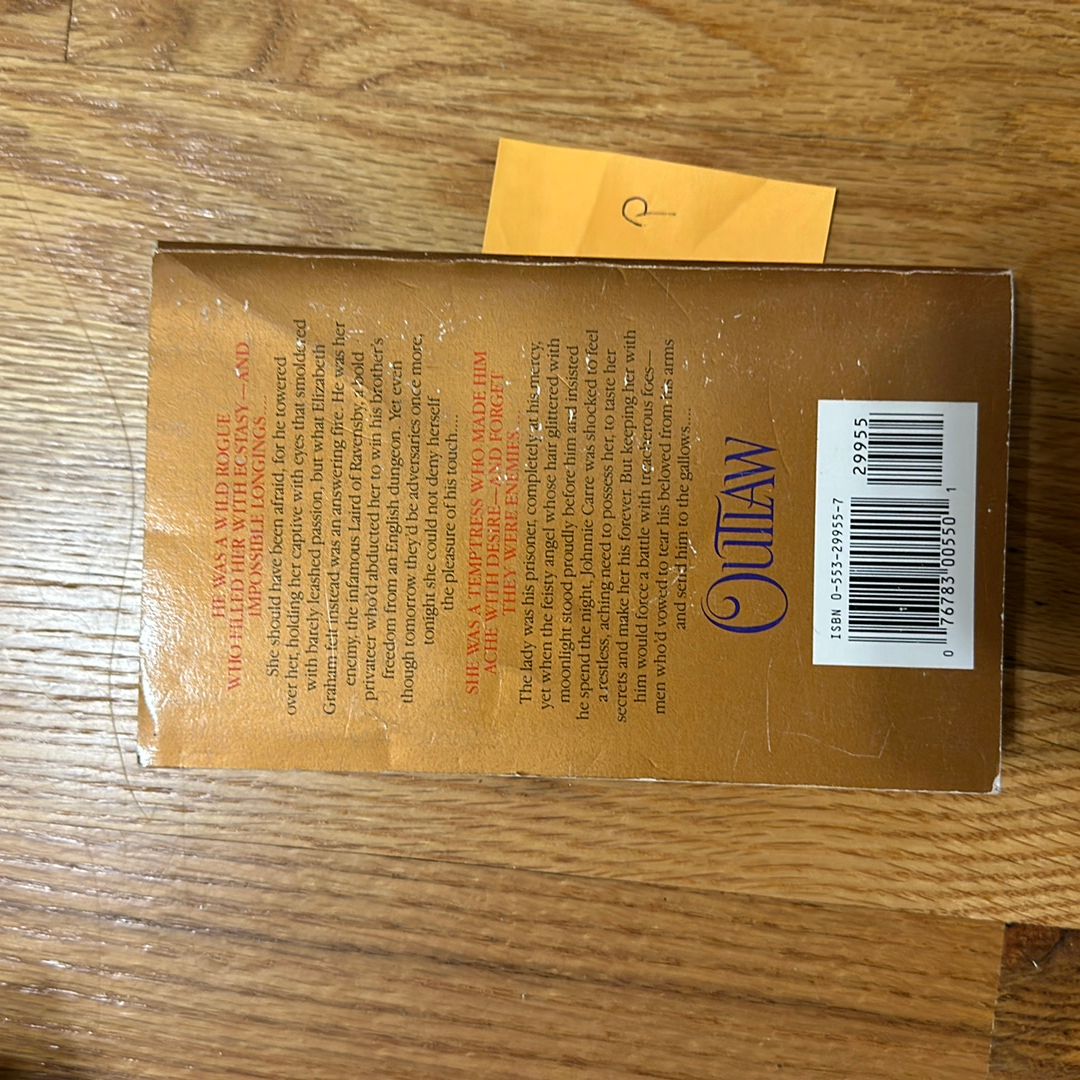 HE WAS A WILD ROGUE
WHO FILLED HER WITH ECSTASY—AND
IMPOSSIBLE LONGINGS....
She should have been afraid, for he towered
over her, holding her captive with eyes that smoldered
with barely leashed passion, but what Elizabeth
Graham felt instead was an answering fire. He was her
enemy, the infamous Laird of Ravensby, a bold
privateer who'd abducted her to win his brother's
freedom from an English dungeon. Yet even
though tomorrow they'd be adversaries once more,
tonight she could not deny herself
the pleasure of his touch....
SHE WAS A TEMPTRESS WHO MADE HIM
ACHE WITH DESIRE—AND FORGET
THEY WERE ENEMIES....
The lady was his prisoner, completely at his mercy,
yet when the feisty angel whose hair glittered with
moonlight stood proudly before him and insisted
he spend the night, Johnnie Carre was shocked to feel
a restless, aching need to possess her, to taste her
secrets and make her his forever. But keeping her with
him would force a battle with treacherous foes—
men who'd vowed to tear his beloved from his arms
and send him to the gallows....
OUTLAW
ISBN 0-553-29955-7
29955
0 76783 00550 1